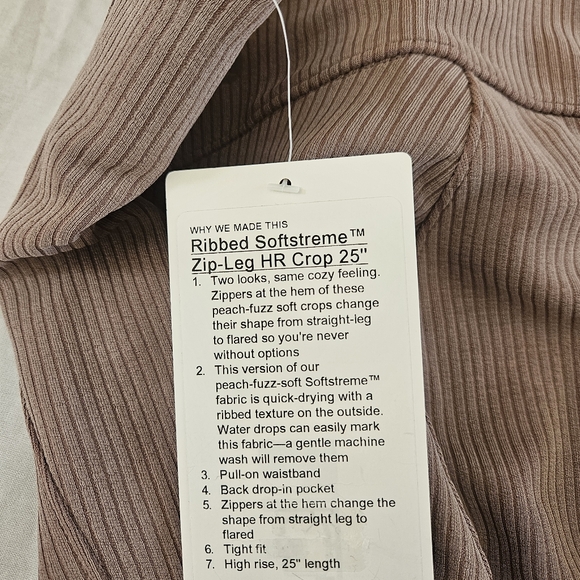 WHY WE MADE THIS
Ribbed Softstreme™
Zip-Leg HR Crop 25"
1. Two looks, same cozy feeling.
Zippers at the hem of these
peach-fuzz soft crops change
their shape from straight-leg
to flared so you're never
without options
2. This version of our
peach-fuzz-soft Softstreme™
fabric is quick-drying with a
ribbed texture on the outside.
Water drops can easily mark
this fabric—a gentle machine
wash will remove them
3. Pull-on waistband
4. Back drop-in pocket
5. Zippers at the hem change the
shape from straight leg to
flared
6. Tight fit
7. High rise, 25" length